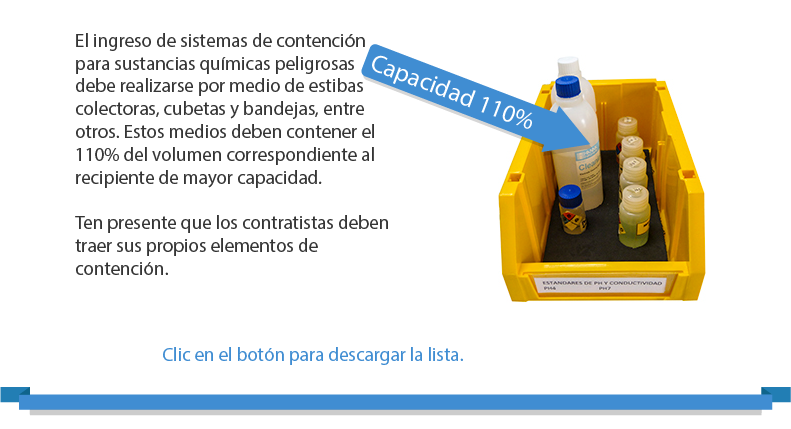 El ingreso de sistemas de contención
para sustancias químicas peligrosas
debe realizarse por medio de estibas
colectoras, cubetas y bandejas, entre
otros. Estos medios deben contener el
110% del volumen correspondiente al
recipiente de mayor capacidad.
Ten presente que los contratistas deben
traer sus propios elementos de
contención.
Capacidad 110%
Clean
ESTANDARES DE PH Y CONDUCTIVIDAD
PH4 PH7
Clic en el botón para descargar la lista.